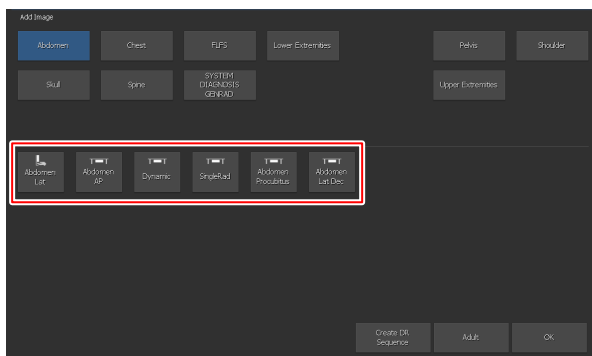 Add Image
Abdomen Chest FLFS Lower Extremities Pelvis Shoulder
Skull Spine SYSTEM
DIAGNOSIS
GENRAD Upper Extremities
Abdomen
Lat
Abdomen
AP
Dynamic
SingleRad
Abdomen
Procubitus
Abdomen
Lat Dec
Create DR
Sequence
Adult
OK